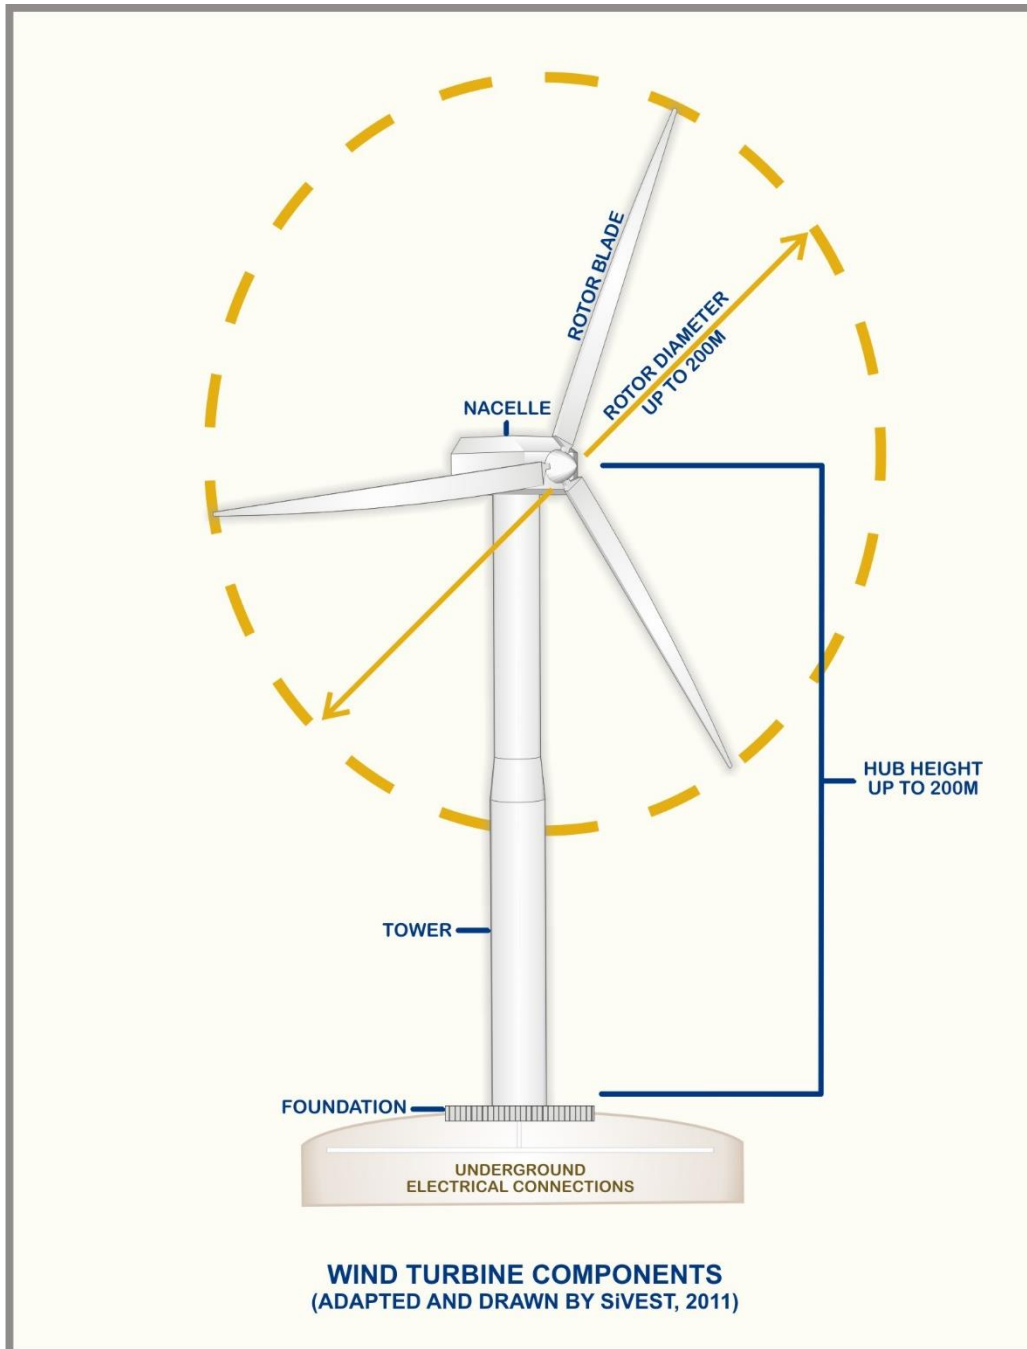 ROTOR BLADE
ROTOR DIAMETER
UP TO 200M
NACELLE
HUB HEIGHT
UP TO 200M
TOWER
FOUNDATION
UNDERGROUND
ELECTRICAL CONNECTIONS
WIND TURBINE COMPONENTS
(ADAPTED AND DRAWN BY SiVEST, 2011)